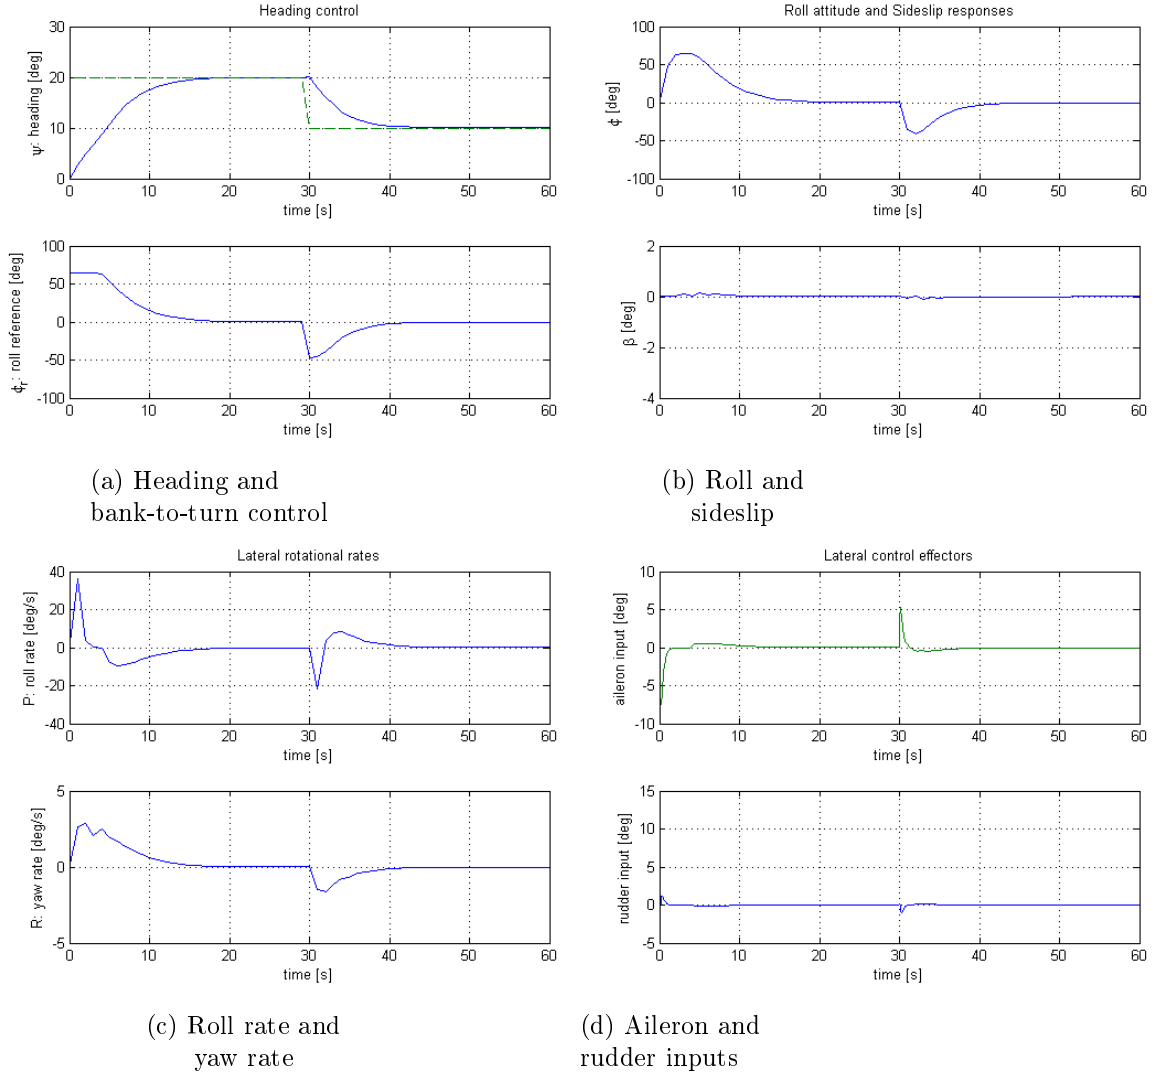 Heading control
ψ: heading [deg]
30
20
10
0
0 10 20 30 40 50 60
time [s]
ϕr: roll reference [deg]
100
50
0
-50
-100
0 10 20 30 40 50 60
time [s]
(a) Heading and
bank-to-turn control
Roll attitude and Sideslip responses
ϕ [deg]
100
50
0
-50
-100
0 10 20 30 40 50 60
time [s]
β [deg]
2
0
-2
-4
0 10 20 30 40 50 60
time [s]
(b) Roll and
sideslip
Lateral rotational rates
P: roll rate [deg/s]
40
20
0
-20
-40
0 10 20 30 40 50 60
time [s]
R: yaw rate [deg/s]
5
0
-5
0 10 20 30 40 50 60
time [s]
(c) Roll rate and
yaw rate
Lateral control effectors
aileron input [deg]
10
5
0
-5
-10
0 10 20 30 40 50 60
time [s]
rudder input [deg]
15
10
5
0
-5
0 10 20 30 40 50 60
time [s]
(d) Aileron and
rudder inputs